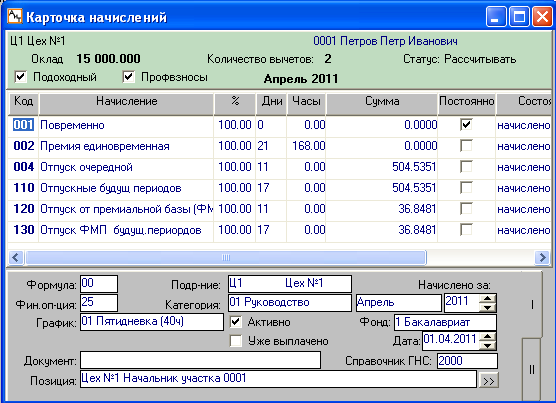 Карточка начислений
Ц1 Цех №1 0001 Петров Петр Иванович
Оклад 15 000.000 Количество вычетов: 2 Статус: Рассчитывать
Подоходный Профвзносы Апрель 2011
Код Начисление % Дни Часы Сумма Постоянно Состоя
001 Повременно 100.00 0 0.00 0.0000 начислено
002 Премия единовременная 100.00 21 168.00 0.0000 начислено
004 Отпуск очередной 100.00 11 0.00 504.5351 начислено
110 Отпускные будущ периодов 100.00 17 0.00 504.5351 начислено
120 Отпуск от премиальной базы (ФМ 100.00 11 0.00 36.8481 начислено
130 Отпуск ФМП будущ.периордов 100.00 17 0.00 36.8481 начислено
Формула: 00 Подр-ние: Ц1 Цех №1 Начислено за:
Фин.оп-ция: 25 Категория: 01 Руководство Апрель 2011
График: 01 Пятидневка (40ч) Активно Фонд: 1 Бакалавриат
Уже выплачено Дата: 01.04.2011
Документ: Справочник ГНС: 2000
Позиция: Цех №1 Начальник участка 0001 >>
I
II